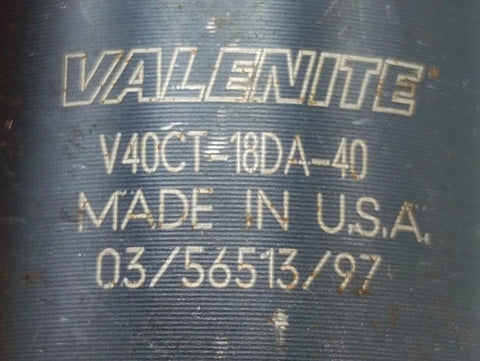 VALENITE
V40CT-18DA-40
MADE IN U.S.A.
03/56513/97